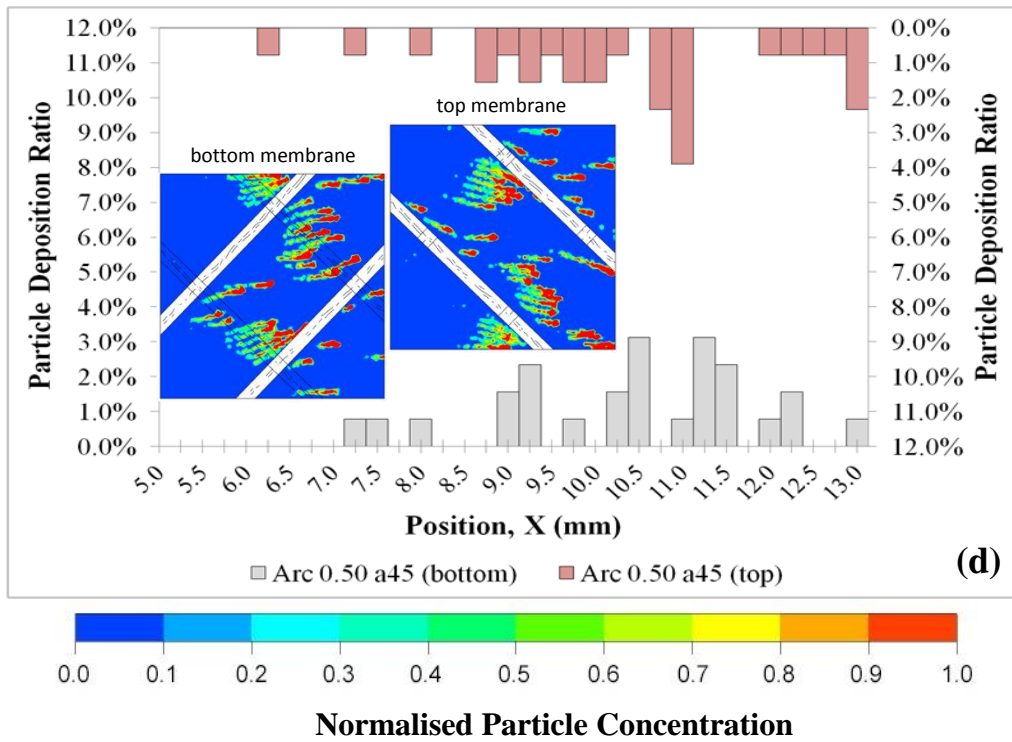 12.0%
11.0%
10.0%
9.0%
8.0%
7.0%
6.0%
5.0%
4.0%
3.0%
2.0%
1.0%
0.0%
Particle Deposition Ratio
bottom membrane
top membrane
0.0%
1.0%
2.0%
3.0%
4.0%
5.0%
6.0%
7.0%
8.0%
9.0%
10.0%
11.0%
12.0%
Particle Deposition Ratio
5.0 5.5 6.0 6.5 7.0 7.5 8.0 8.5 9.0 9.5 10.0 10.5 11.0 11.5 12.0 12.5 13.0
Position, X (mm)
Arc 0.50 a45 (bottom) Arc 0.50 a45 (top)
(d)
0.0 0.1 0.2 0.3 0.4 0.5 0.6 0.7 0.8 0.9 1.0
Normalised Particle Concentration